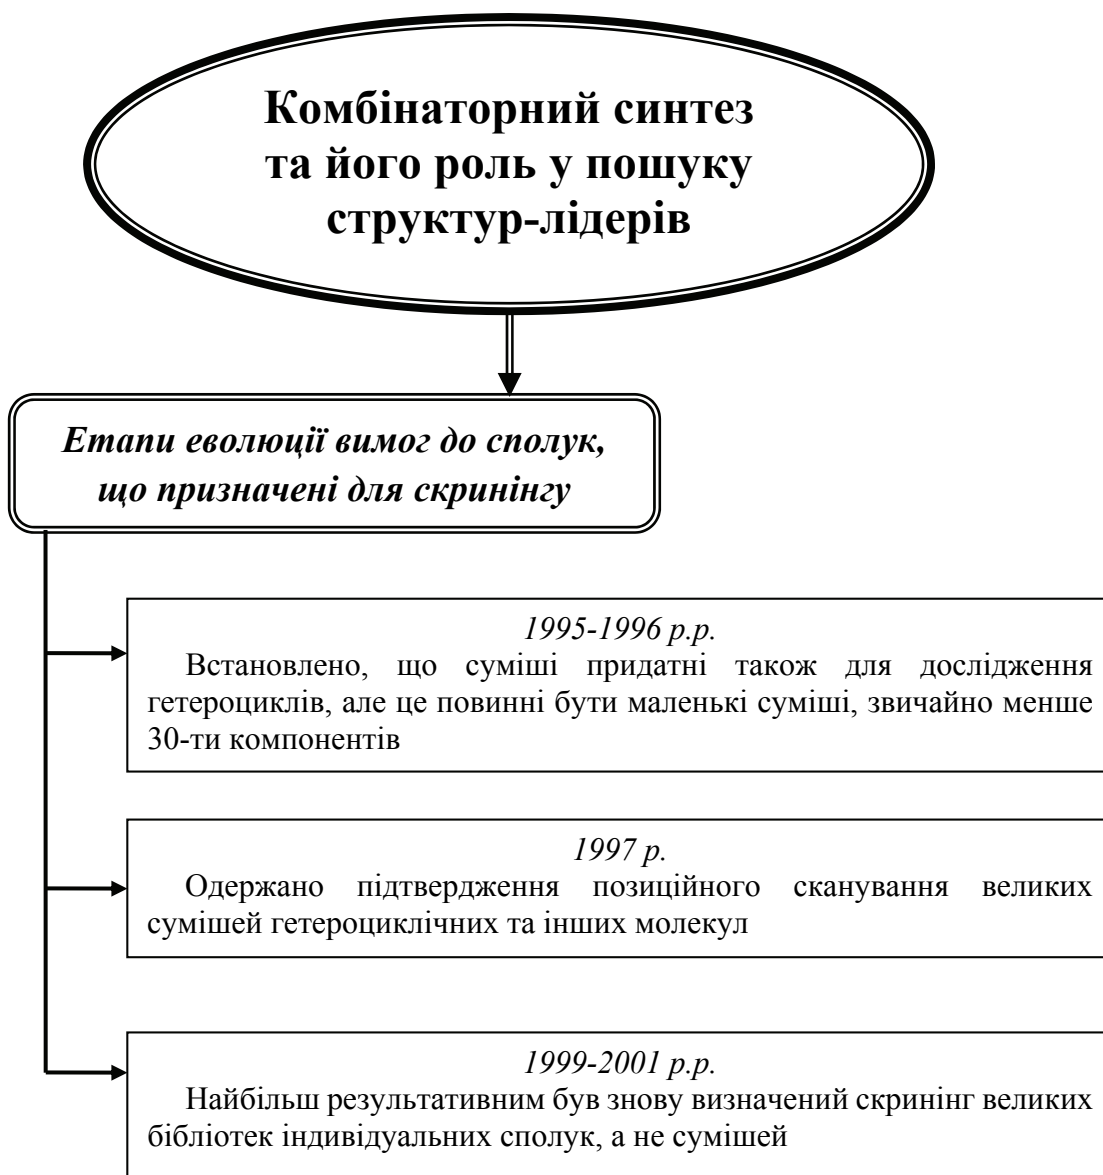 Комбінаторний синтез
та його роль у пошуку
структур-лідерів
Етапи еволюції вимог до сполук,
що призначені для скринінгу
1995-1996 р.р.
Встановлено, що суміші придатні також для дослідження
гетероциклів, але це повинні бути маленькі суміші, звичайно менше
30-ти компонентів
1997 р.
Одержано підтвердження позиційного сканування великих
сумішей гетероциклічних та інших молекул
1999-2001 р.р.
Найбільш результативним був знову визначений скринінг великих
бібліотек індивідуальних сполук, а не сумішей